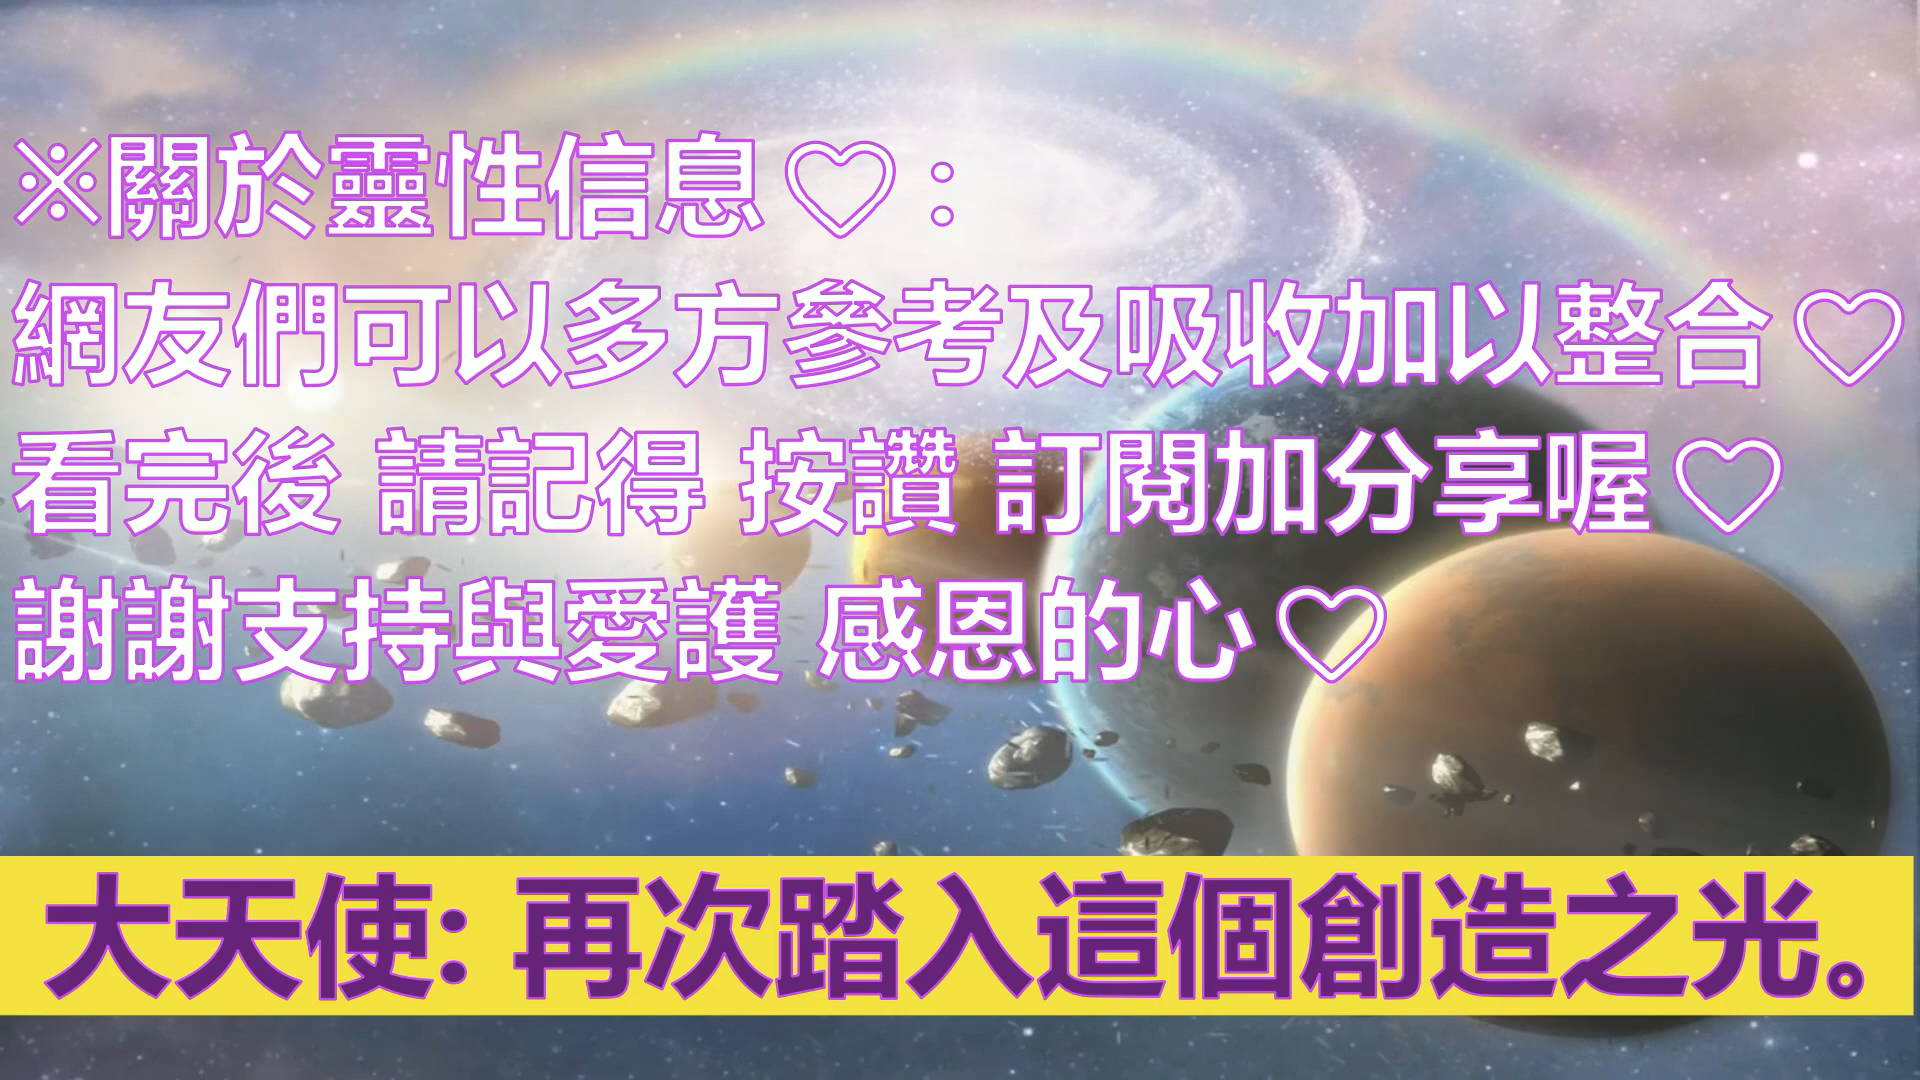 ※關於靈性信息♡:
網友們可以多方參考及吸收加以整合♡
看完後 請記得 按讚 訂閱加分享喔♡
謝謝支持與愛護 感恩的心♡
大天使: 再次踏入這個創造之光。